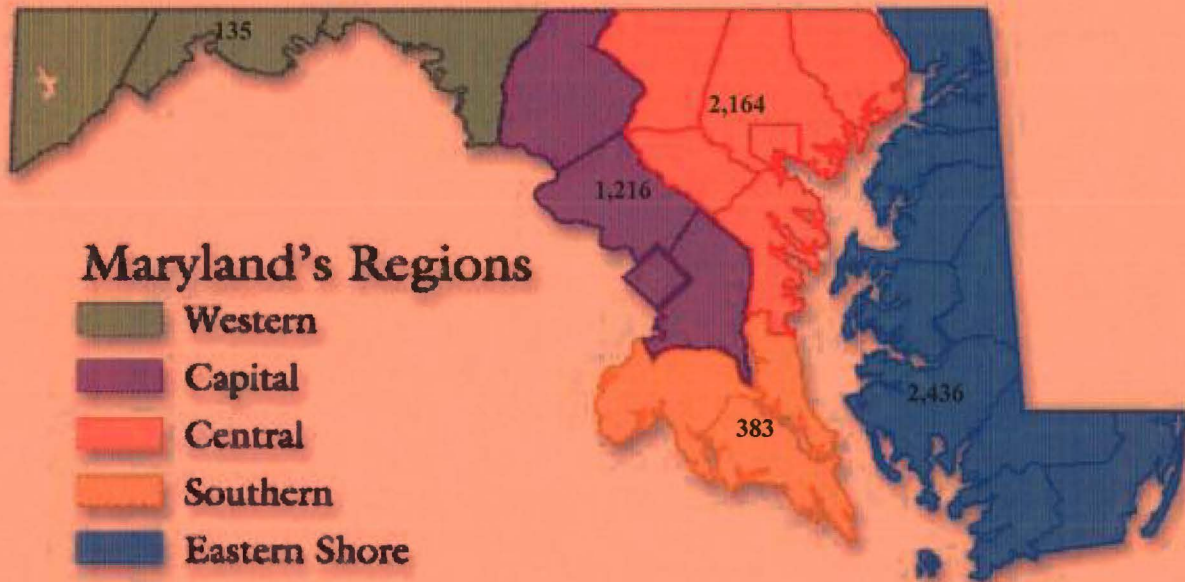 135
2,164
1,216
Maryland's Regions
Western
Capital
Central
Southern
Eastern Shore
2,436
383